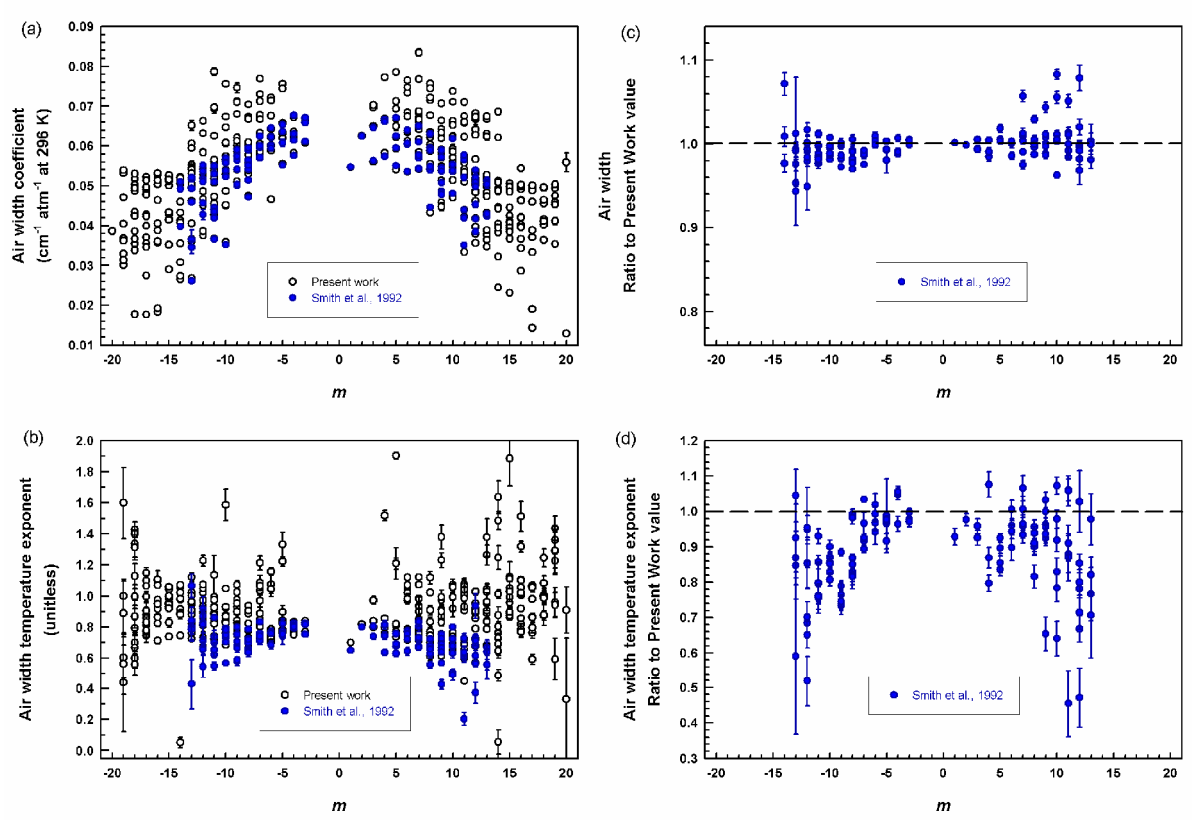 (a)
0.09
0.08
0.07
0.06
0.05
0.04
0.03
0.02
0.01
Air width coefficient
(cm⁻¹ atm⁻¹ at 296 K)
Present work
Smith et al., 1992
-20 -15 -10 -5 0 5 10 15 20
m
(c)
1.1
1.0
0.9
0.8
Air width
Ratio to Present Work value
Smith et al., 1992
-20 -15 -10 -5 0 5 10 15 20
m
(b)
2.0
1.8
1.6
1.4
1.2
1.0
0.8
0.6
0.4
0.2
0.0
Air width temperature exponent
(unitless)
Present work
Smith et al., 1992
-20 -15 -10 -5 0 5 10 15 20
m
(d)
1.2
1.1
1.0
0.9
0.8
0.7
0.6
0.5
0.4
0.3
Air width temperature exponent
Ratio to Present Work value
Smith et al., 1992
-20 -15 -10 -5 0 5 10 15 20
m